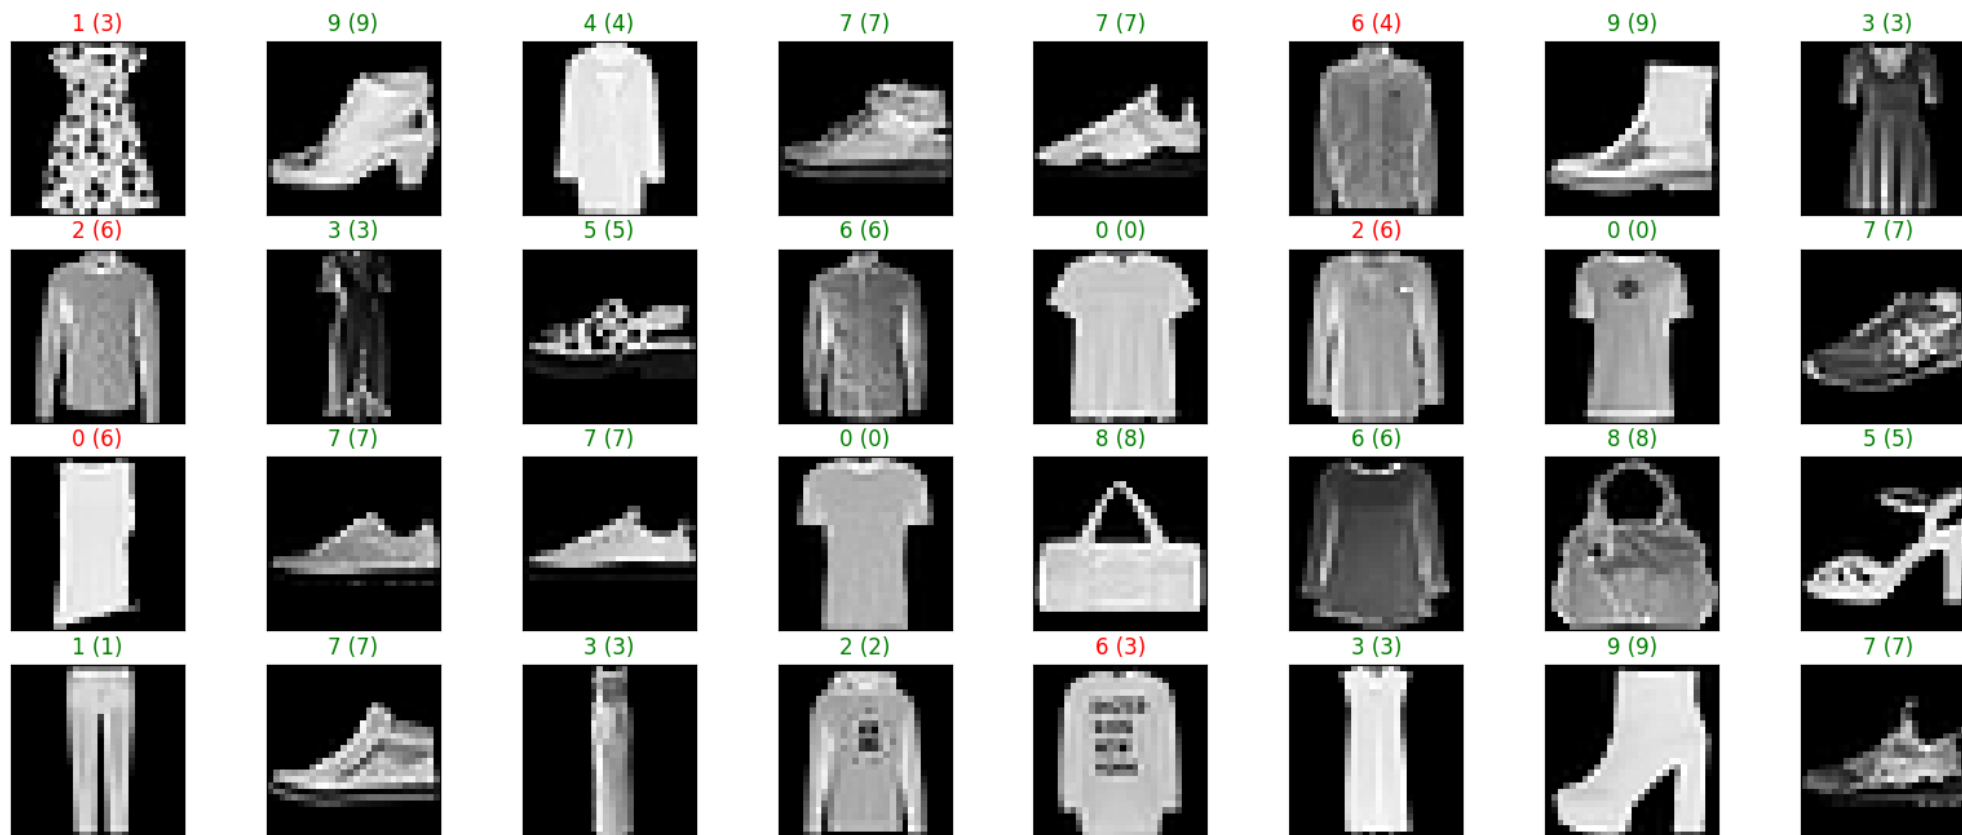 1 (3) 9 (9) 4 (4) 7 (7) 7 (7) 6 (4) 9 (9) 3 (3)
2 (6) 3 (3) 5 (5) 6 (6) 0 (0) 2 (6) 0 (0) 7 (7)
0 (6) 7 (7) 7 (7) 0 (0) 8 (8) 6 (6) 8 (8) 5 (5)
1 (1) 7 (7) 3 (3) 2 (2) 6 (3) 3 (3) 9 (9) 7 (7)